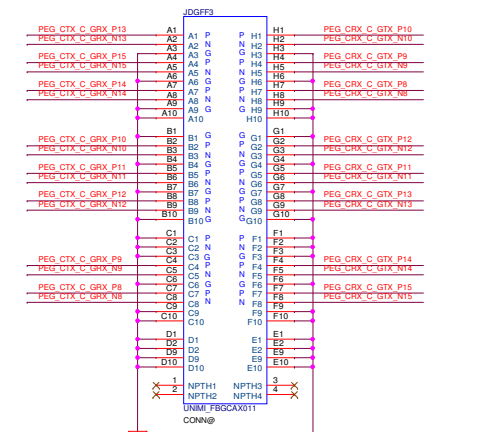 JDGFF3
PEG_CTX_C_GRX_P13 A1 A1 P P H1 H1 PEG_CRX_C_GTX_P10
PEG_CTX_C_GRX_N13 A2 A2 N N H2 H2 PEG_CRX_C_GTX_N10
A3 A3 G G H3 H3
PEG_CTX_C_GRX_P15 A4 A4 P P H4 H4 PEG_CRX_C_GTX_P9
PEG_CTX_C_GRX_N15 A5 A5 N N H5 H5 PEG_CRX_C_GTX_N9
A6 A6 G G H6 H6
PEG_CTX_C_GRX_P14 A7 A7 P P H7 H7 PEG_CRX_C_GTX_P8
PEG_CTX_C_GRX_N14 A8 A8 N N H8 H8 PEG_CRX_C_GTX_N8
A9 A9 G G H9 H9
A10 A10 H10 H10
B1 B1 G G G1 G1
PEG_CTX_C_GRX_P10 B2 B2 P P G2 G2 PEG_CRX_C_GTX_P12
PEG_CTX_C_GRX_N10 B3 B3 N N G3 G3 PEG_CRX_C_GTX_N12
B4 B4 G G G4 G4
PEG_CTX_C_GRX_P11 B5 B5 P P G5 G5 PEG_CRX_C_GTX_P11
PEG_CTX_C_GRX_N11 B6 B6 N N G6 G6 PEG_CRX_C_GTX_N11
B7 B7 G G G7 G7
PEG_CTX_C_GRX_P12 B8 B8 P P G8 G8 PEG_CRX_C_GTX_P13
PEG_CTX_C_GRX_N12 B9 B9 N N G9 G9 PEG_CRX_C_GTX_N13
B10 B10 G G G10 G10
C1 C1 P P F1 F1
C2 C2 N N F2 F2
C3 C3 G G F3 F3
PEG_CTX_C_GRX_P9 C4 C4 P P F4 F4 PEG_CRX_C_GTX_P14
PEG_CTX_C_GRX_N9 C5 C5 N N F5 F5 PEG_CRX_C_GTX_N14
C6 C6 G G F6 F6
PEG_CTX_C_GRX_P8 C7 C7 P P F7 F7 PEG_CRX_C_GTX_P15
PEG_CTX_C_GRX_N8 C8 C8 N N F8 F8 PEG_CRX_C_GTX_N15
C9 C9 F9 F9
C10 C10 F10 F10
D1 D1 E1 E1
D2 D2 E2 E2
D9 D9 E9 E9
D10 D10 E10 E10
1 NPTH1 NPTH3 3
2 NPTH2 NPTH4 4
UNIMI_FBGCAX011
CONN@